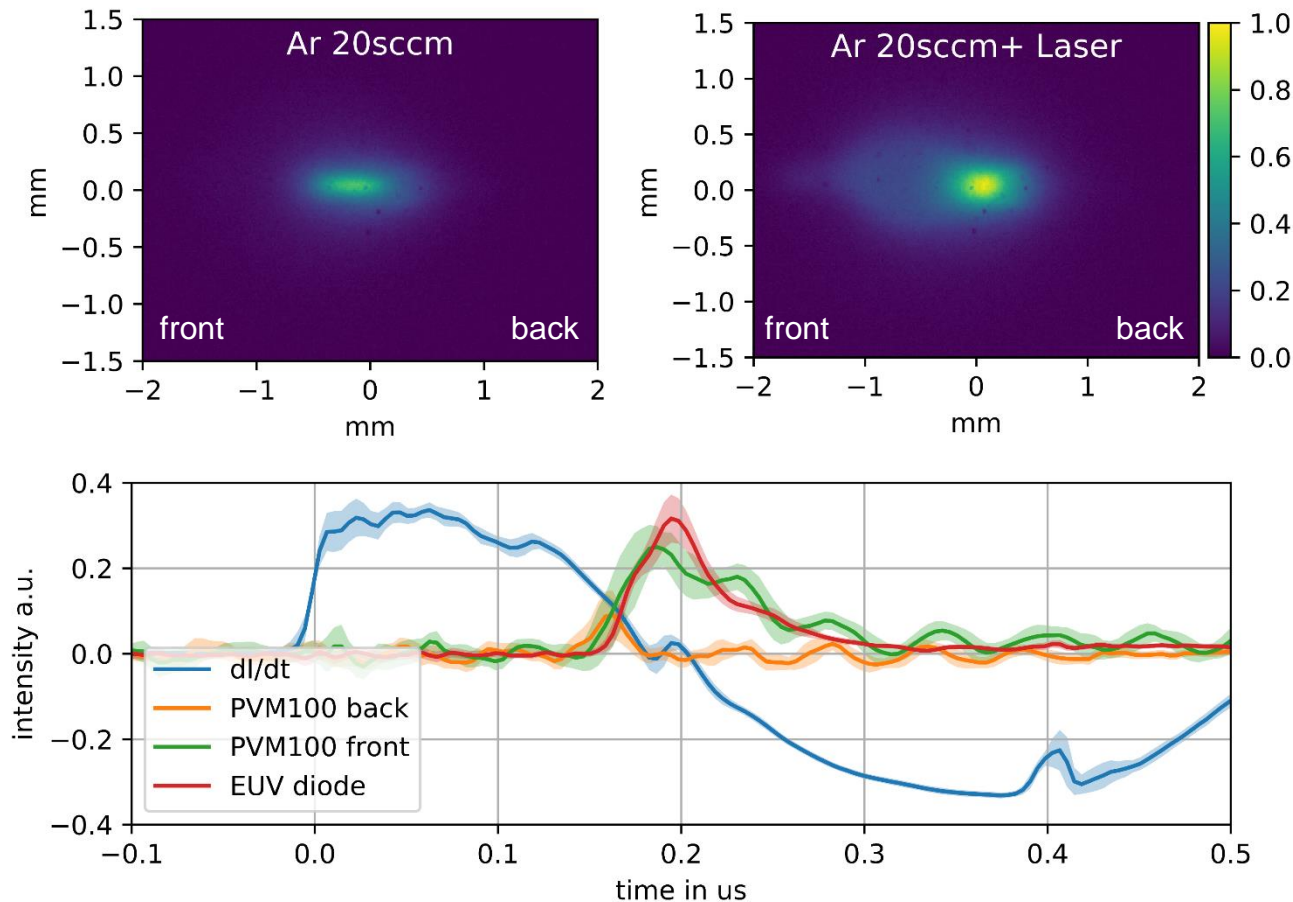 Ar 20sccm
1.5
1.0
0.5
0.0
−0.5
−1.0
−1.5
mm
front
back
−2
−1
0
1
2
mm
Ar 20sccm+ Laser
1.5
1.0
0.5
0.0
−0.5
−1.0
−1.5
mm
front
back
−2
−1
0
1
2
mm
1.0
0.8
0.6
0.4
0.2
0.0
0.4
0.2
0.0
−0.2
−0.4
intensity a.u.
dI/dt
PVM100 back
PVM100 front
EUV diode
−0.1
0.0
0.1
0.2
0.3
0.4
0.5
time in us